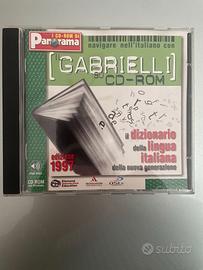 I CD-ROM DI
Panorama
navigare nell'italiano con
[GABRIELLI]
SU CD-ROM
il dizionario
della lingua
italiana
della nuova generazione
edizione
1997
CD ROM
subito